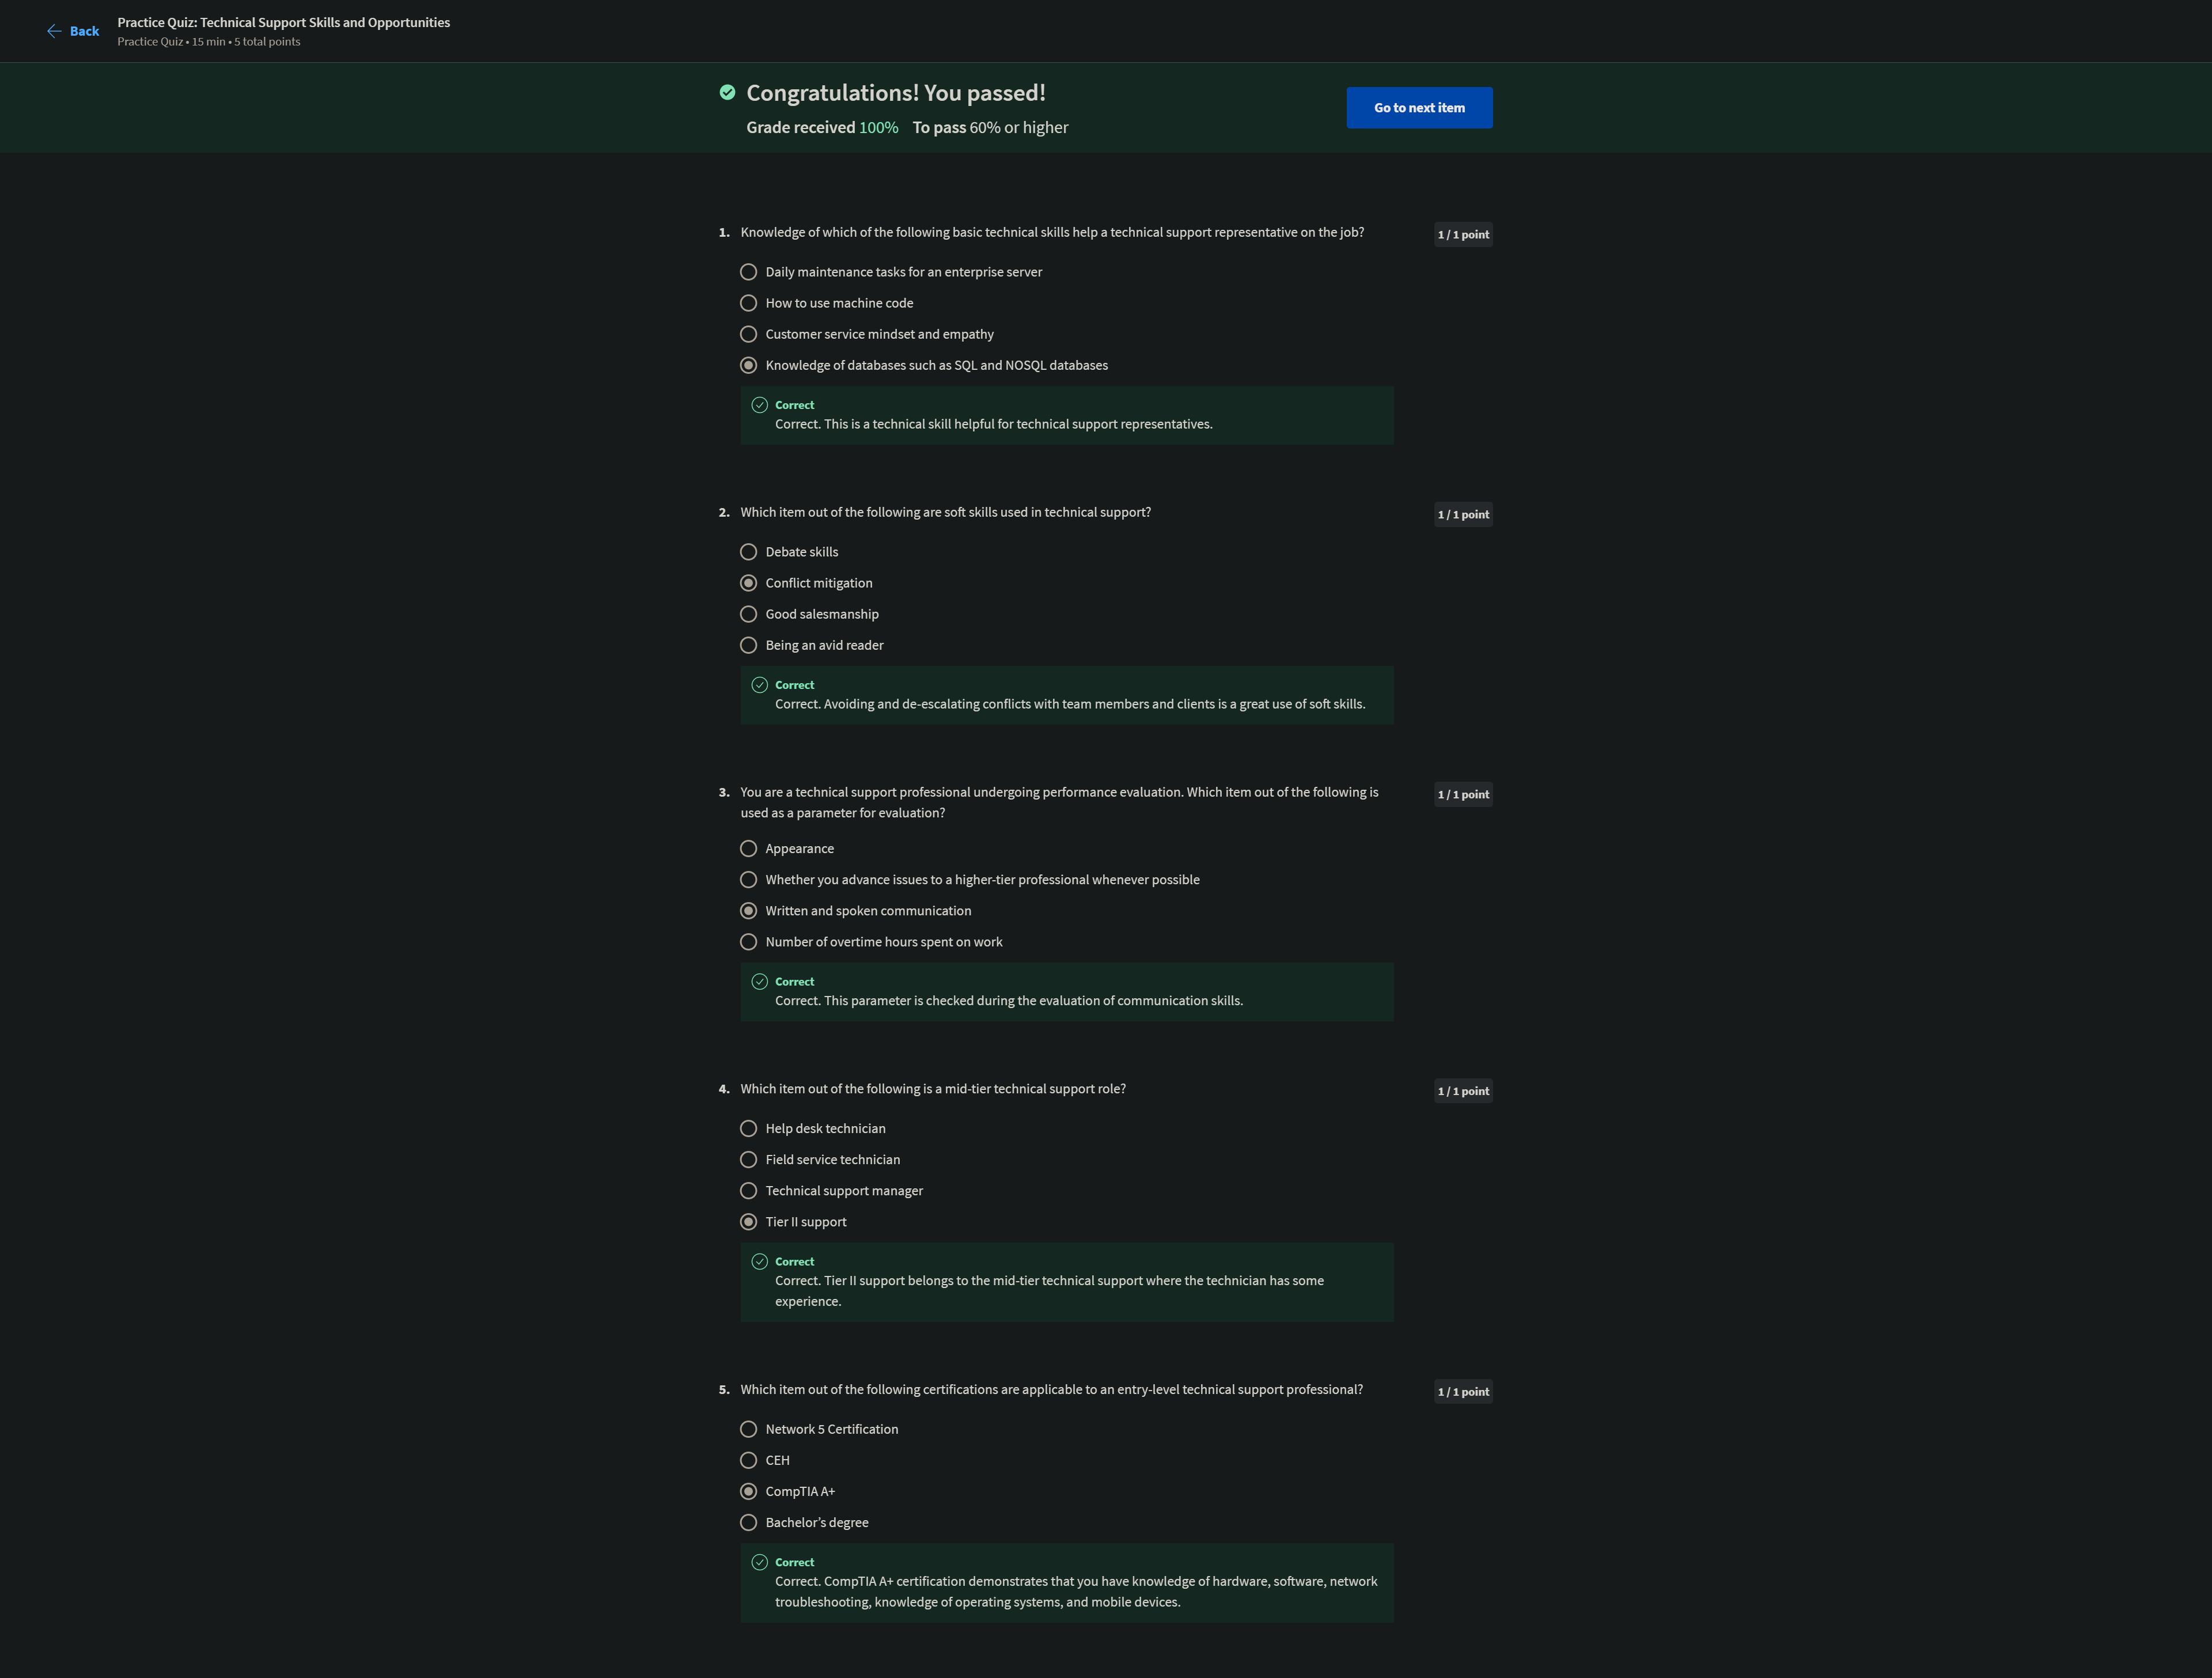 Back
Practice Quiz: Technical Support Skills and Opportunities
Practice Quiz • 15 min • 5 total points
Congratulations! You passed!
Grade received 100% To pass 60% or higher
Go to next item
1. Knowledge of which of the following basic technical skills help a technical support representative on the job?
1 / 1 point
Daily maintenance tasks for an enterprise server
How to use machine code
Customer service mindset and empathy
Knowledge of databases such as SQL and NOSQL databases
Correct
Correct. This is a technical skill helpful for technical support representatives.
2. Which item out of the following are soft skills used in technical support?
1 / 1 point
Debate skills
Conflict mitigation
Good salesmanship
Being an avid reader
Correct
Correct. Avoiding and de-escalating conflicts with team members and clients is a great use of soft skills.
3. You are a technical support professional undergoing performance evaluation. Which item out of the following is
used as a parameter for evaluation?
1 / 1 point
Appearance
Whether you advance issues to a higher-tier professional whenever possible
Written and spoken communication
Number of overtime hours spent on work
Correct
Correct. This parameter is checked during the evaluation of communication skills.
4. Which item out of the following is a mid-tier technical support role?
1 / 1 point
Help desk technician
Field service technician
Technical support manager
Tier II support
Correct
Correct. Tier II support belongs to the mid-tier technical support where the technician has some
experience.
5. Which item out of the following certifications are applicable to an entry-level technical support professional?
1 / 1 point
Network 5 Certification
CEH
CompTIA A+
Bachelor’s degree
Correct
Correct. CompTIA A+ certification demonstrates that you have knowledge of hardware, software, network
troubleshooting, knowledge of operating systems, and mobile devices.